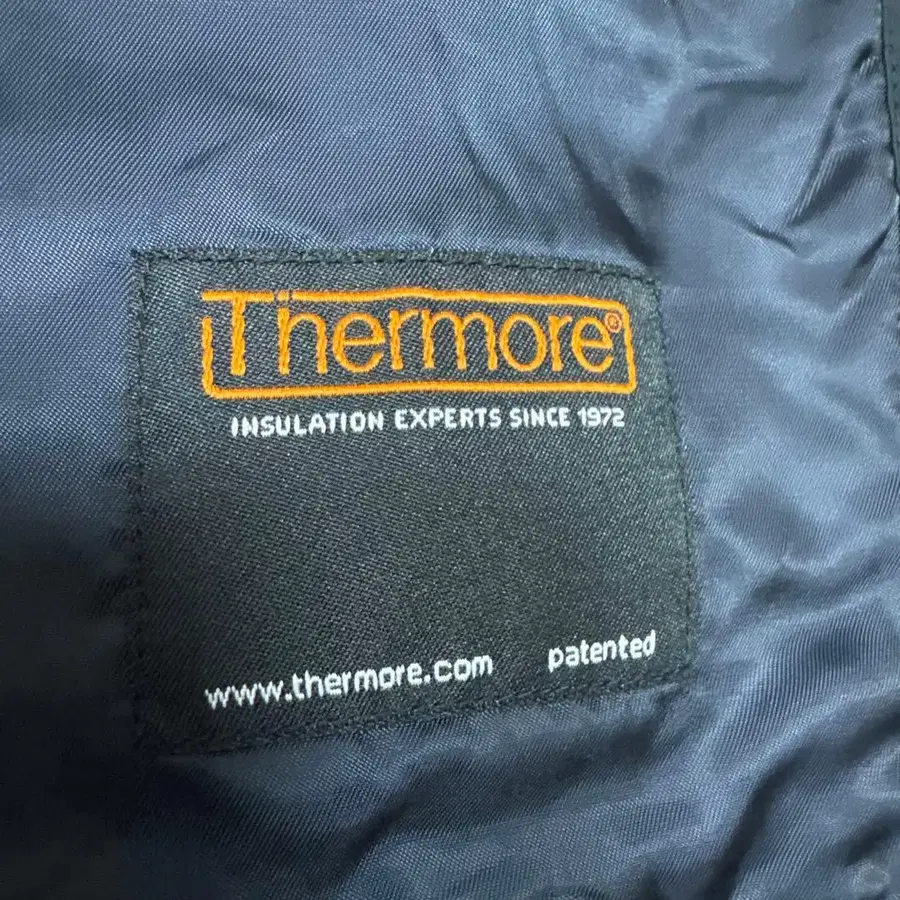 Thermore®
INSULATION EXPERTS SINCE 1972
www.thermore.com patented